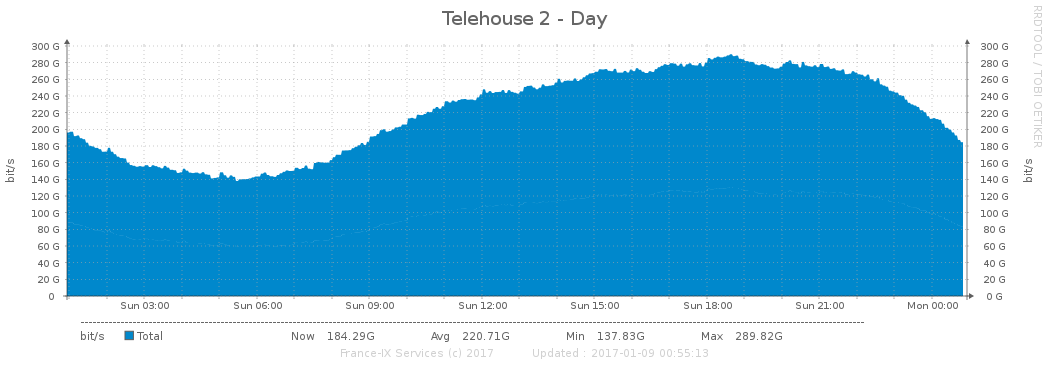 Telehouse 2 - Day
RRDTOOL / TOBI OETIKER
bit/s
300 G
280 G
260 G
240 G
220 G
200 G
180 G
160 G
140 G
120 G
100 G
80 G
60 G
40 G
20 G
0
300 G
280 G
260 G
240 G
220 G
200 G
180 G
160 G
140 G
120 G
100 G
80 G
60 G
40 G
20 G
0 G
bit/s
Sun 03:00 Sun 06:00 Sun 09:00 Sun 12:00 Sun 15:00 Sun 18:00 Sun 21:00 Mon 00:00
bit/s Total Now 184.29G Avg 220.71G Min 137.83G Max 289.82G
France-IX Services (c) 2017 Updated : 2017-01-09 00:55:13